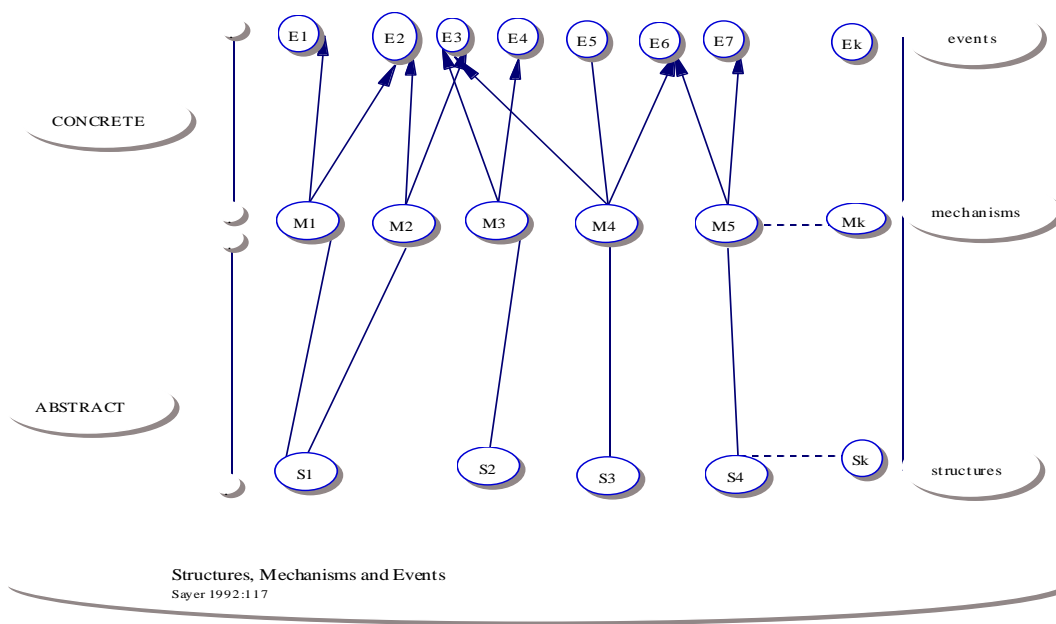 E1 E2 E3 E4 E5 E6 E7 Ek events
CONCRETE
M1 M2 M3 M4 M5 Mk mechanisms
ABSTRACT
S1 S2 S3 S4 Sk structures
Structures, Mechanisms and Events
Sayer 1992:117